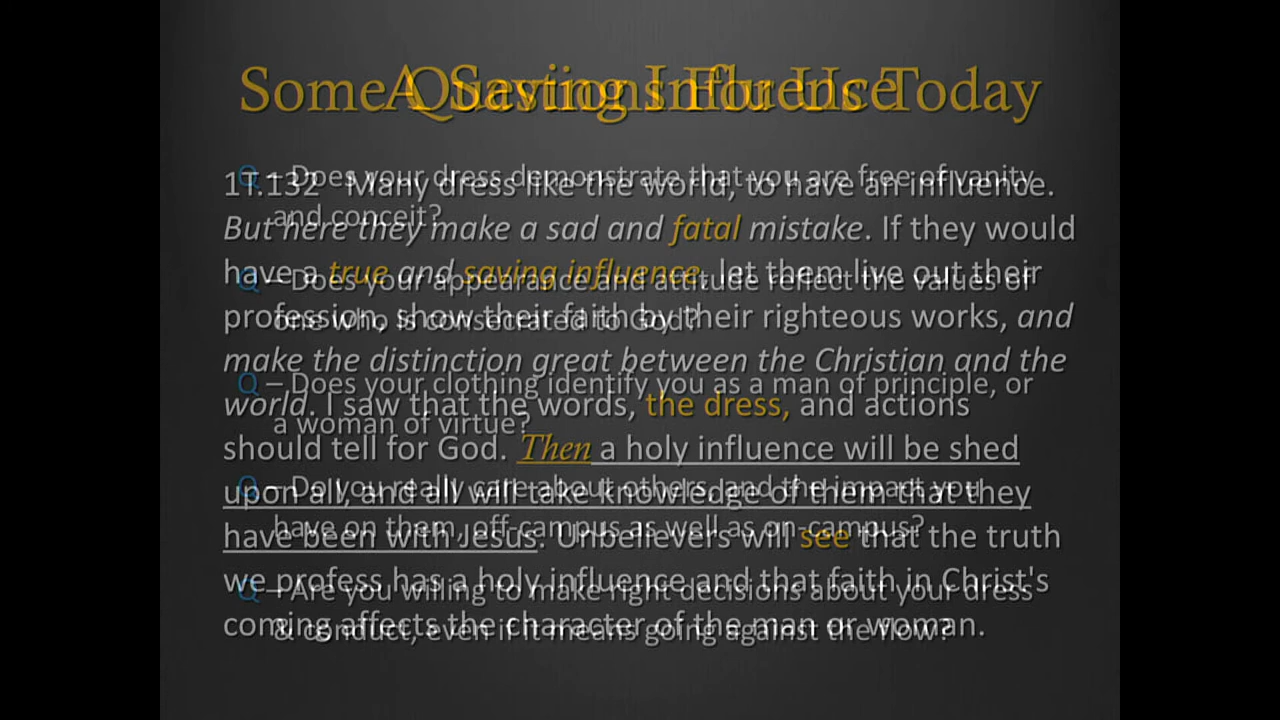 A Saving Influence
1T.132 Many dress like the world, to have an influence.
But here they make a sad and fatal mistake. If they would
have a true and saving influence, let them live out their
profession, show their faith by their righteous works, and
make the distinction great between the Christian and the
world. I saw that the words, the dress, and actions
should tell for God. Then a holy influence will be shed
upon all, and all will take knowledge of them that they
have been with Jesus. Unbelievers will see that the truth
we profess has a holy influence and that faith in Christ's
coming affects the character of the man or woman.
Some Questions For Us Today
Q – Does your dress demonstrate that you are free of vanity
and conceit?
Q – Does your appearance and attitude reflect the values of
one who is consecrated to God?
Q – Does your clothing identify you as a man of principle, or
a woman of virtue?
Q – Do you really care about others, and the impact you
have on them, off-campus as well as on-campus?
Q – Are you willing to make right decisions about your dress
& conduct, even if it means going against the flow?